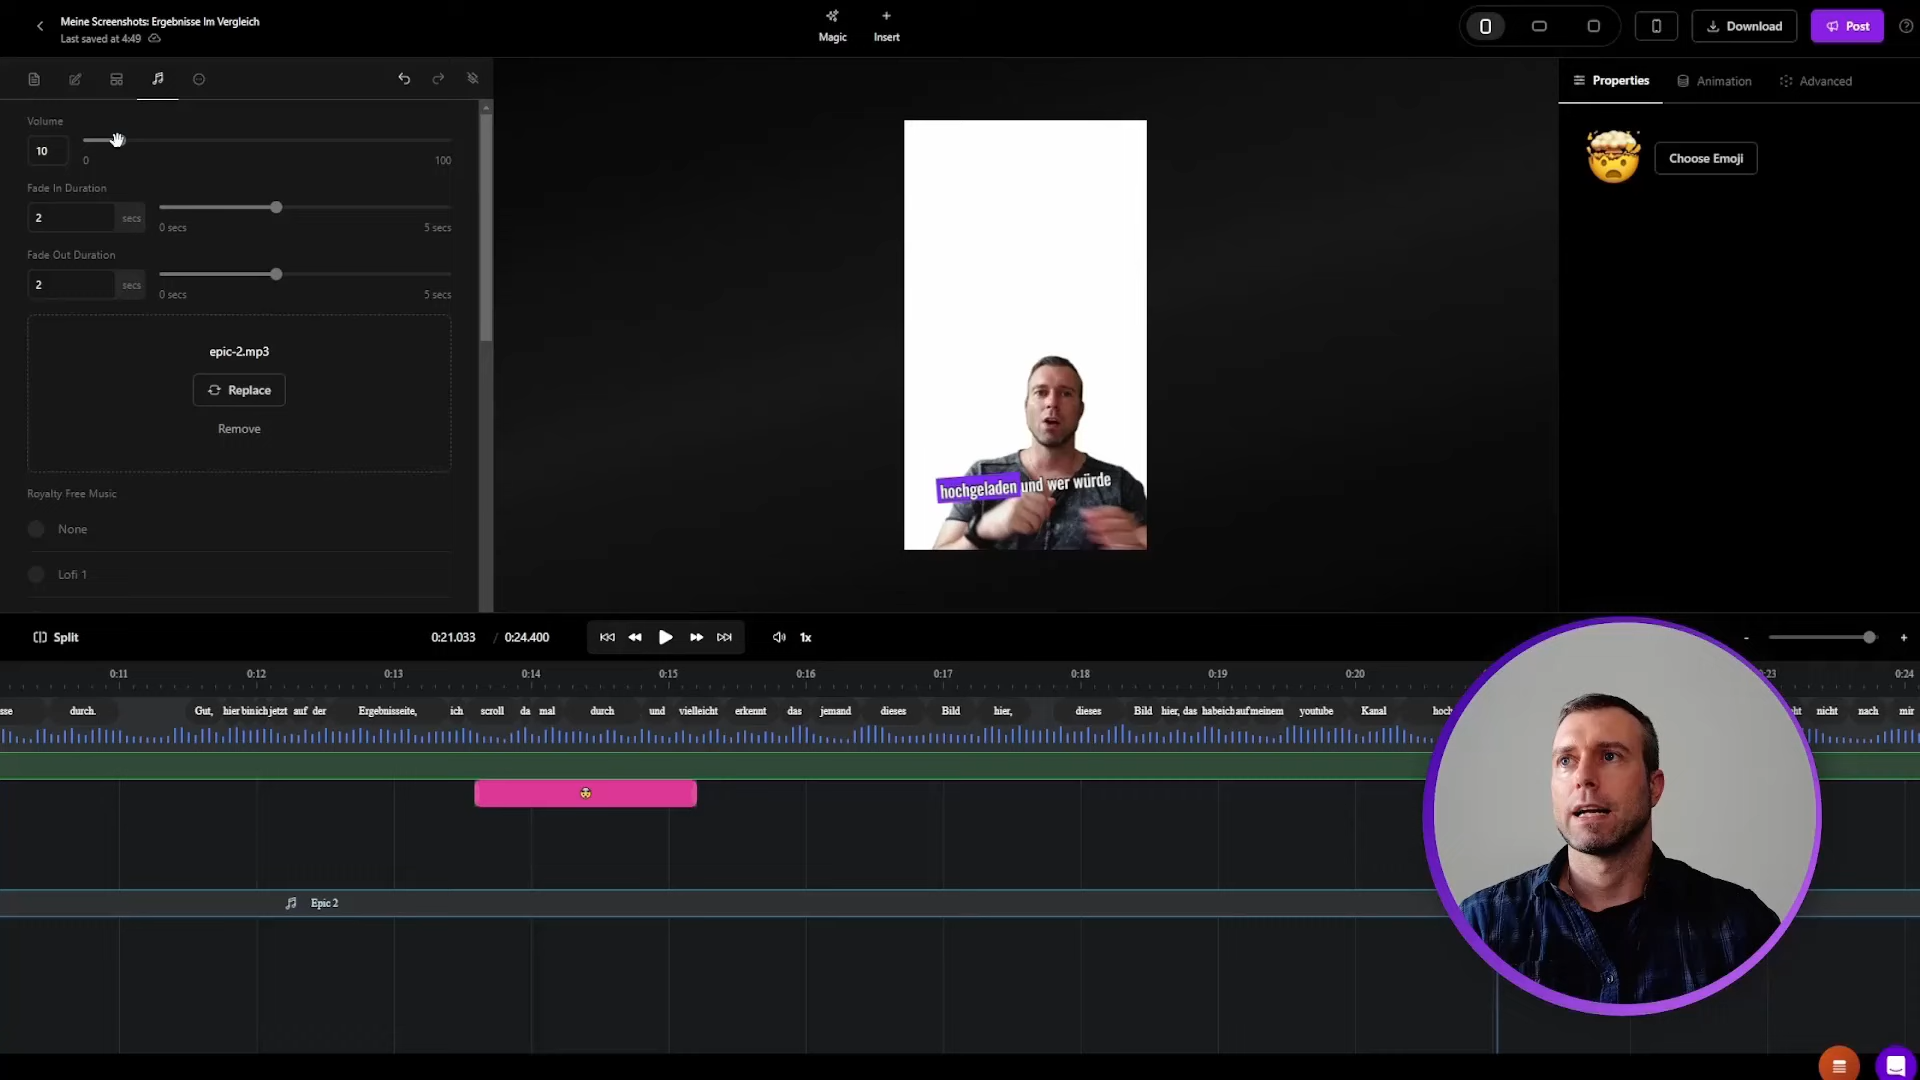 Meine Screenshots: Ergebnisse Im Vergleich
Last saved at 4:49
Magic
Insert
Download
Post
Properties
Animation
Advanced
Volume
10
0
100
Fade In Duration
2
secs
0 secs
5 secs
Fade Out Duration
2
secs
0 secs
5 secs
epic-2.mp3
Replace
Remove
Royalty Free Music
None
Lofi 1
Choose Emoji
hochgeladen und wer würde
Split
0:21.033 / 0:24.400
1x
- +
0:11 0:12 0:13 0:14 0:15 0:16 0:17 0:18 0:19 0:20 :23 0:24
sse durch. Gut, hier bin ich jetzt auf der Ergebnisseite, ich scroll da mal durch und vielleicht erkennt das jemand dieses Bild hier, dieses Bild hier, das habeich auf meinem youtube Kanal hoch ht nicht nach mir
Epic 2